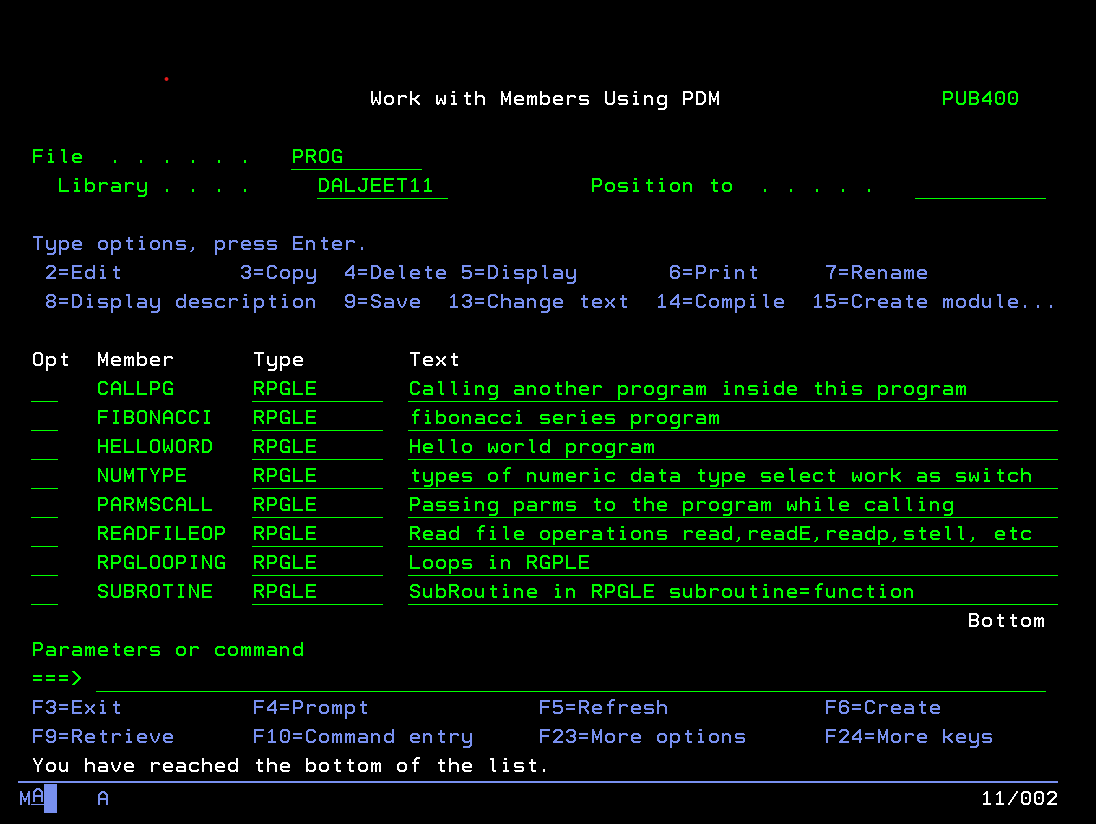 Work with Members Using PDM PUB400
File . . . . . . PROG
Library . . . . DALJEET11 Position to . . . . .
Type options, press Enter.
2=Edit 3=Copy 4=Delete 5=Display 6=Print 7=Rename
8=Display description 9=Save 13=Change text 14=Compile 15=Create module...
Opt Member Type Text
CALLPG RPGLE Calling another program inside this program
FIBONACCI RPGLE fibonacci series program
HELLOWORD RPGLE Hello world program
NUMTYPE RPGLE types of numeric data type select work as switch
PARMSCALL RPGLE Passing parms to the program while calling
READFILEOP RPGLE Read file operations read,readE,readp,stell, etc
RPGLOOPING RPGLE Loops in RGPLE
SUBROTINE RPGLE SubRoutine in RPGLE subroutine=function
Bottom
Parameters or command
===>
F3=Exit F4=Prompt F5=Refresh F6=Create
F9=Retrieve F10=Command entry F23=More options F24=More keys
You have reached the bottom of the list.
MA A 11/002